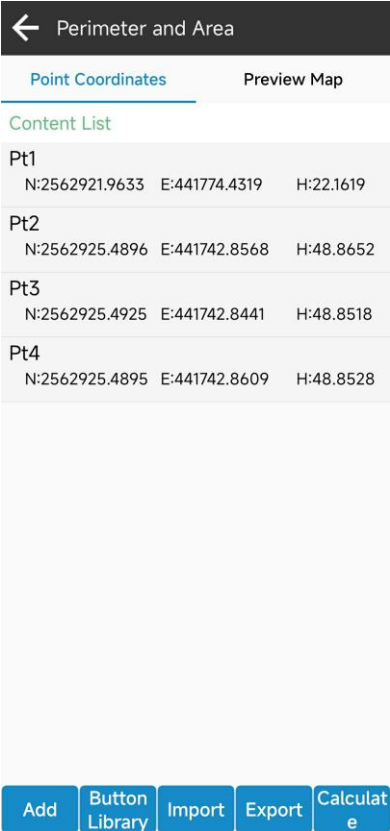 Perimeter and Area
Point Coordinates Preview Map
Content List
Pt1
N:2562921.9633 E:441774.4319 H:22.1619
Pt2
N:2562925.4896 E:441742.8568 H:48.8652
Pt3
N:2562925.4925 E:441742.8441 H:48.8518
Pt4
N:2562925.4895 E:441742.8609 H:48.8528
Add Button Library Import Export Calculate